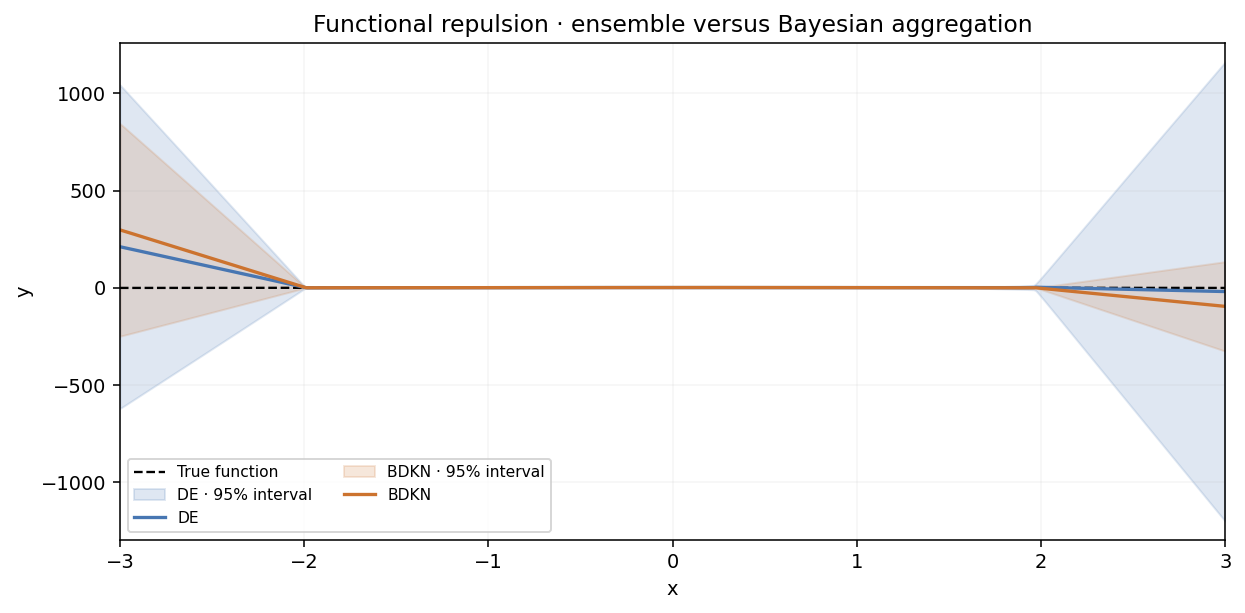 Functional repulsion · ensemble versus Bayesian aggregation
y
1000
500
0
−500
−1000
True function
DE · 95% interval
DE
BDKN · 95% interval
BDKN
−3
−2
−1
0
1
2
3
x